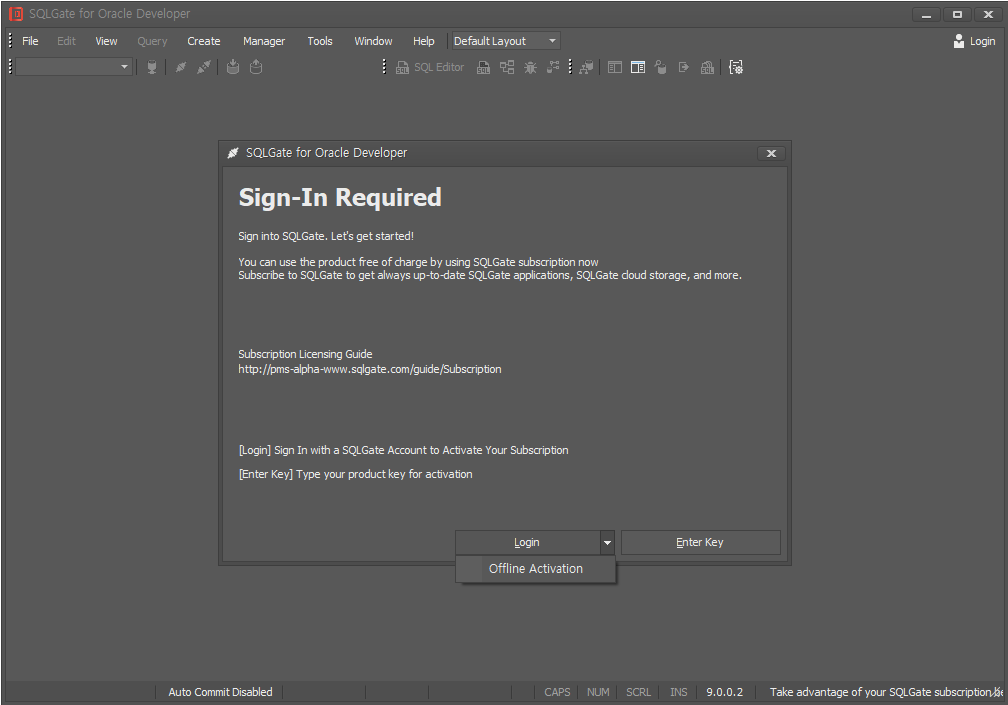 SQLGate for Oracle Developer
File Edit View Query Create Manager Tools Window Help Default Layout Login
SQL Editor
SQLGate for Oracle Developer
Sign-In Required
Sign into SQLGate. Let's get started!
You can use the product free of charge by using SQLGate subscription now
Subscribe to SQLGate to get always up-to-date SQLGate applications, SQLGate cloud storage, and more.
Subscription Licensing Guide
http://pms-alpha-www.sqlgate.com/guide/Subscription
[Login] Sign In with a SQLGate Account to Activate Your Subscription
[Enter Key] Type your product key for activation
Login Enter Key
Offline Activation
Auto Commit Disabled CAPS NUM SCRL INS 9.0.0.2 Take advantage of your SQLGate subscription